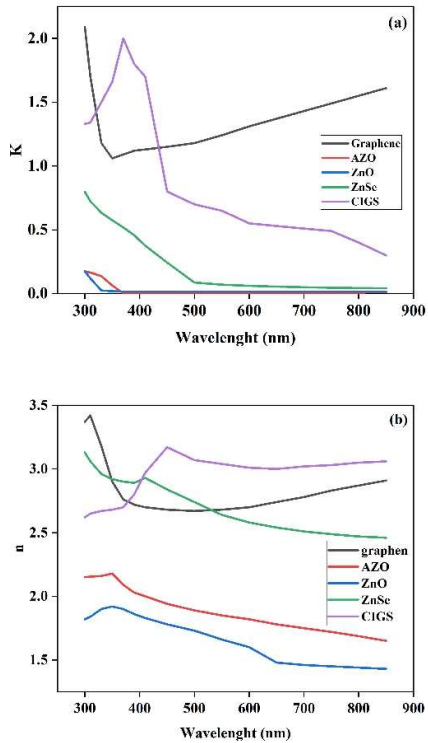 (a)
2.0
1.5
1.0
0.5
0.0
K
Graphene
AZO
ZnO
ZnSe
CIGS
300 400 500 600 700 800 900
Wavelenght (nm)
(b)
3.5
3.0
2.5
2.0
1.5
n
graphen
AZO
ZnO
ZnSe
CIGS
300 400 500 600 700 800 900
Wavelenght (nm)